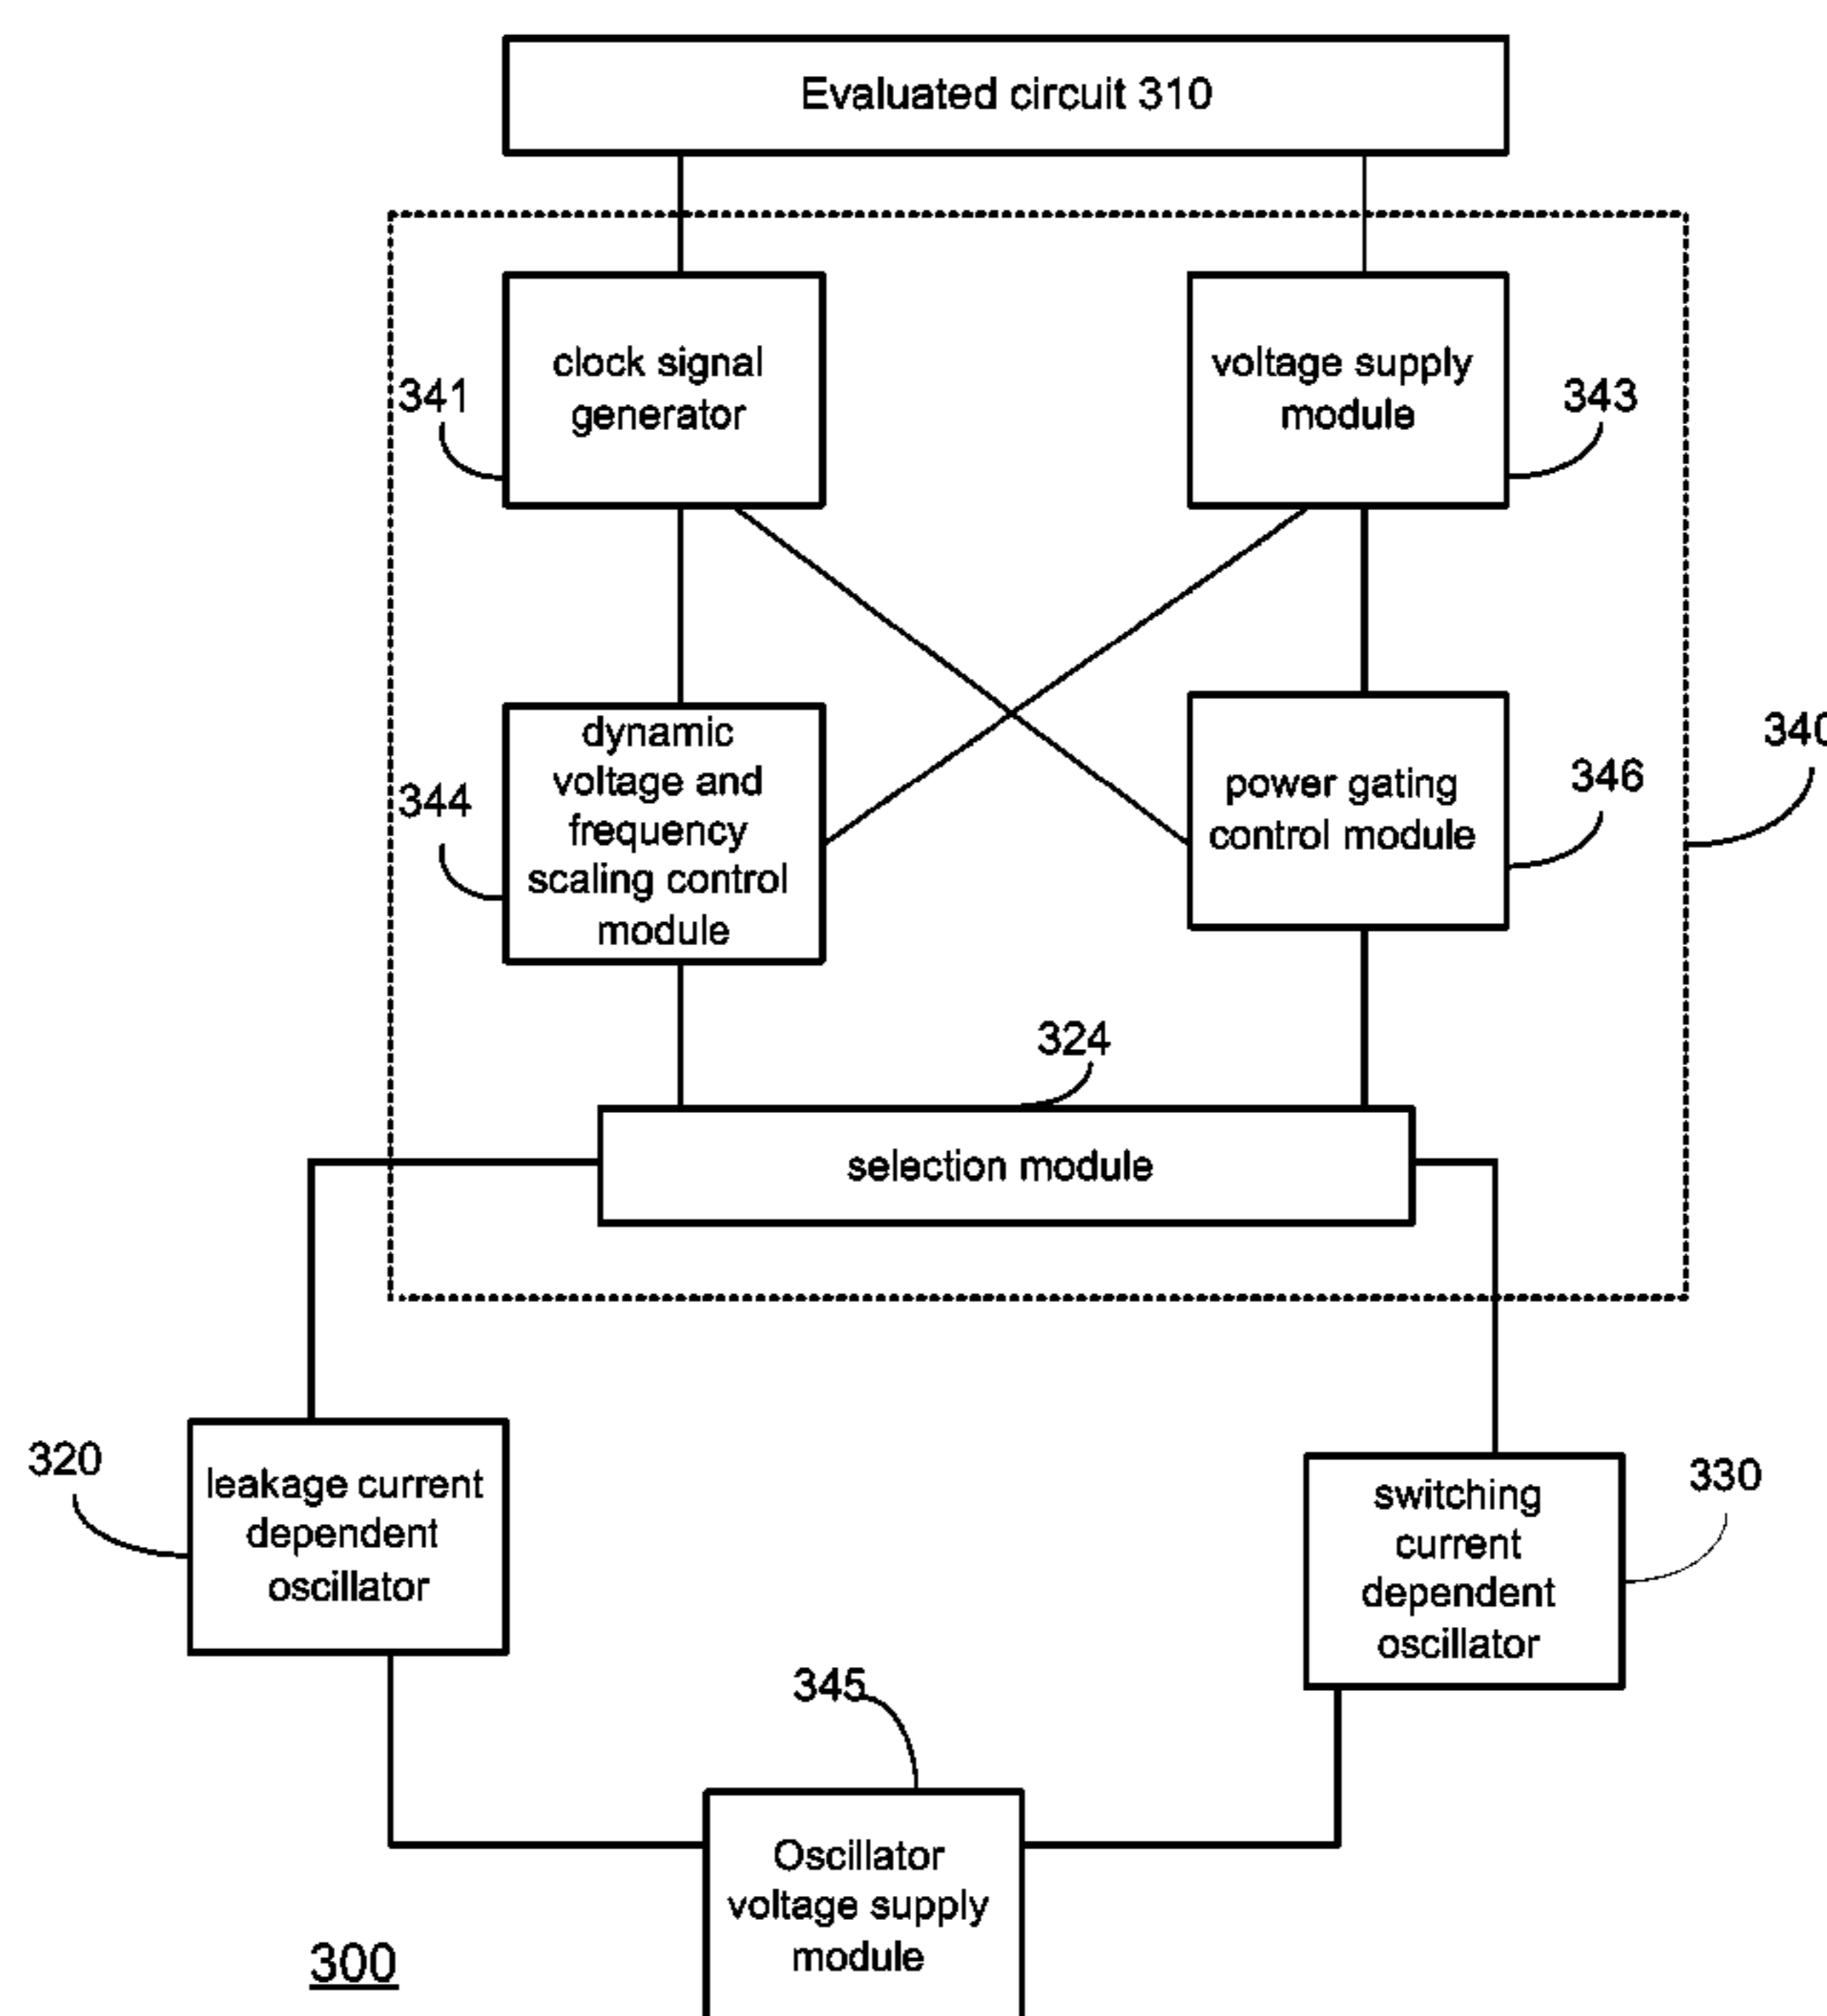 Evaluated circuit 310
clock signal
generator
341
voltage supply
module
343
dynamic
voltage and
frequency
scaling control
module
344
power gating
control module
346
340
324
selection module
320
leakage current
dependent
oscillator
switching
current
dependent
oscillator
330
345
Oscillator
voltage supply
module
300